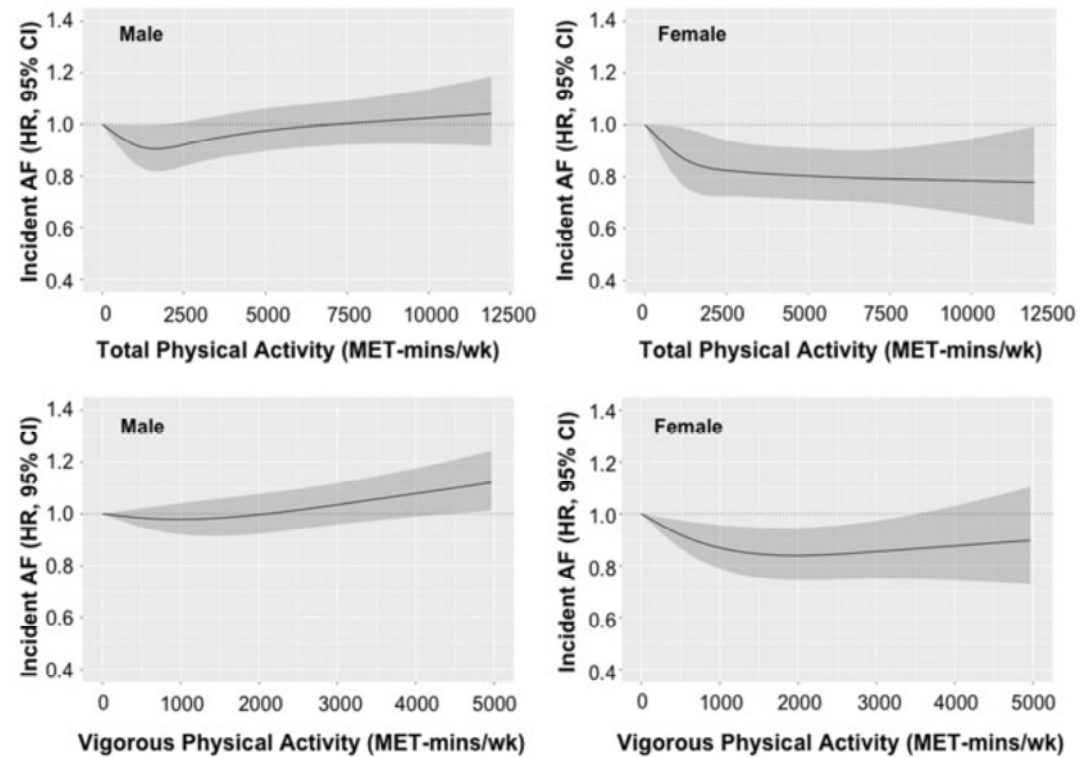 Incident AF (HR, 95% CI)
Male
1.4
1.2
1.0
0.8
0.6
0.4
0 2500 5000 7500 10000 12500
Total Physical Activity (MET-mins/wk)
Incident AF (HR, 95% CI)
Female
1.4
1.2
1.0
0.8
0.6
0.4
0 2500 5000 7500 10000 12500
Total Physical Activity (MET-mins/wk)
Incident AF (HR, 95% CI)
Male
1.4
1.2
1.0
0.8
0.6
0.4
0 1000 2000 3000 4000 5000
Vigorous Physical Activity (MET-mins/wk)
Incident AF (HR, 95% CI)
Female
1.4
1.2
1.0
0.8
0.6
0.4
0 1000 2000 3000 4000 5000
Vigorous Physical Activity (MET-mins/wk)